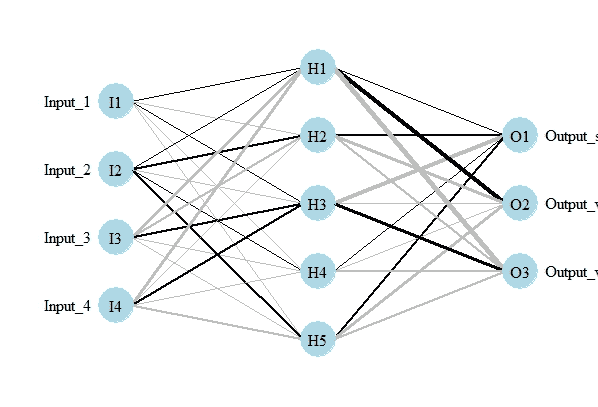 H1
Input_1 I1
H2 O1 Output_s
Input_2 I2
H3 O2 Output_v
Input_3 I3
H4 O3 Output_v
Input_4 I4
H5